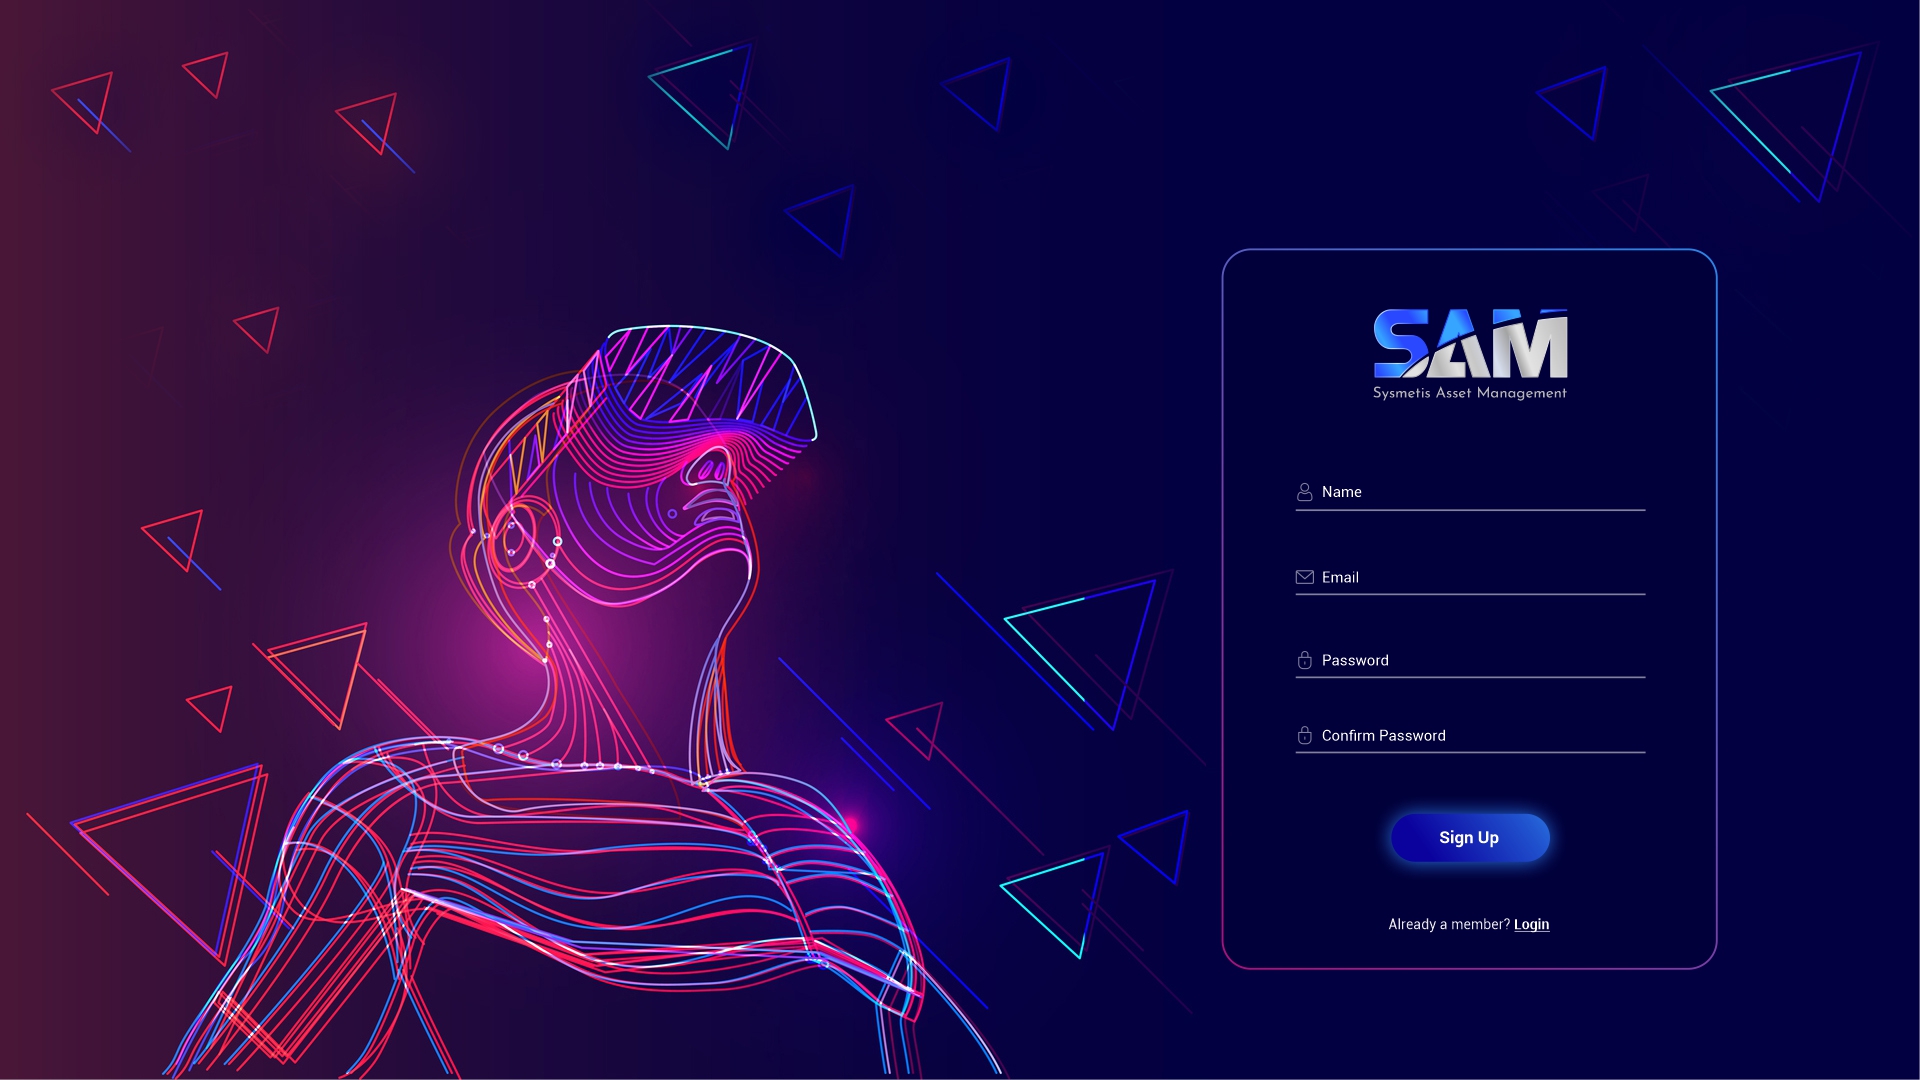 SAM
Sysmetis Asset Management
Name
Email
Password
Confirm Password
Sign Up
Already a member? Login